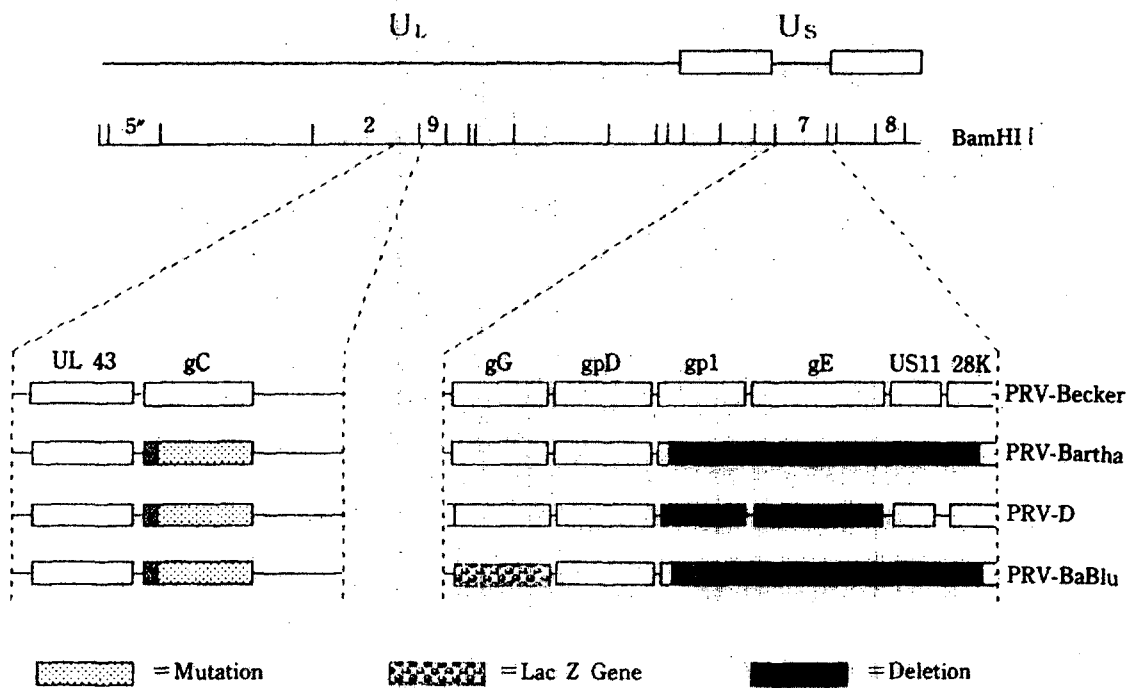 UL US
5″ 2 9 7 8 BamHI
UL 43 gC gG gpD gp1 gE US11 28K
PRV-Becker
PRV-Bartha
PRV-D
PRV-BaBlu
=Mutation =Lac Z Gene =Deletion